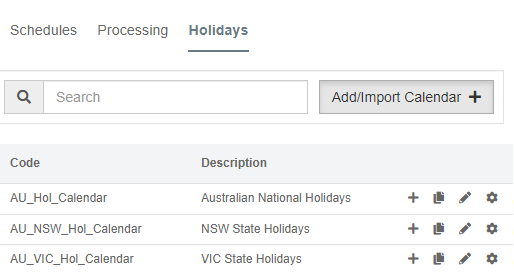 Schedules Processing Holidays
Search Add/Import Calendar +
Code Description
AU_Hol_Calendar Australian National Holidays
AU_NSW_Hol_Calendar NSW State Holidays
AU_VIC_Hol_Calendar VIC State Holidays